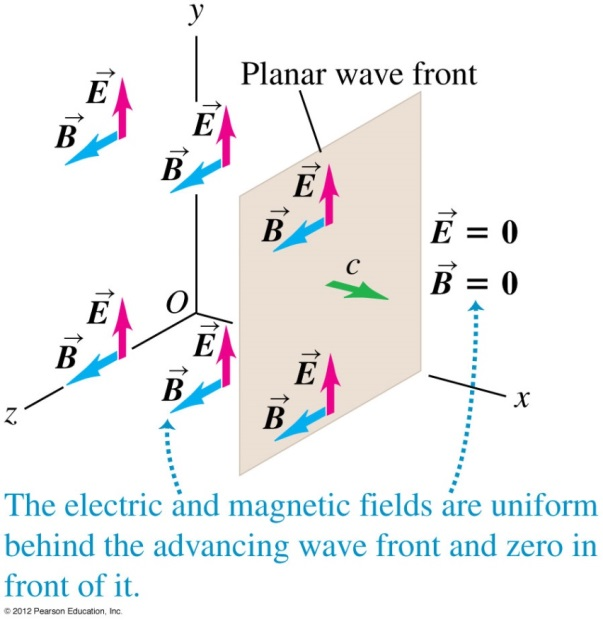 y
Planar wave front
E⃗
B⃗
E⃗
B⃗
E⃗
B⃗
E⃗ = 0
B⃗ = 0
c
O
E⃗
B⃗
E⃗
B⃗
E⃗
B⃗
x
z
The electric and magnetic fields are uniform
behind the advancing wave front and zero in
front of it.
© 2012 Pearson Education, Inc.